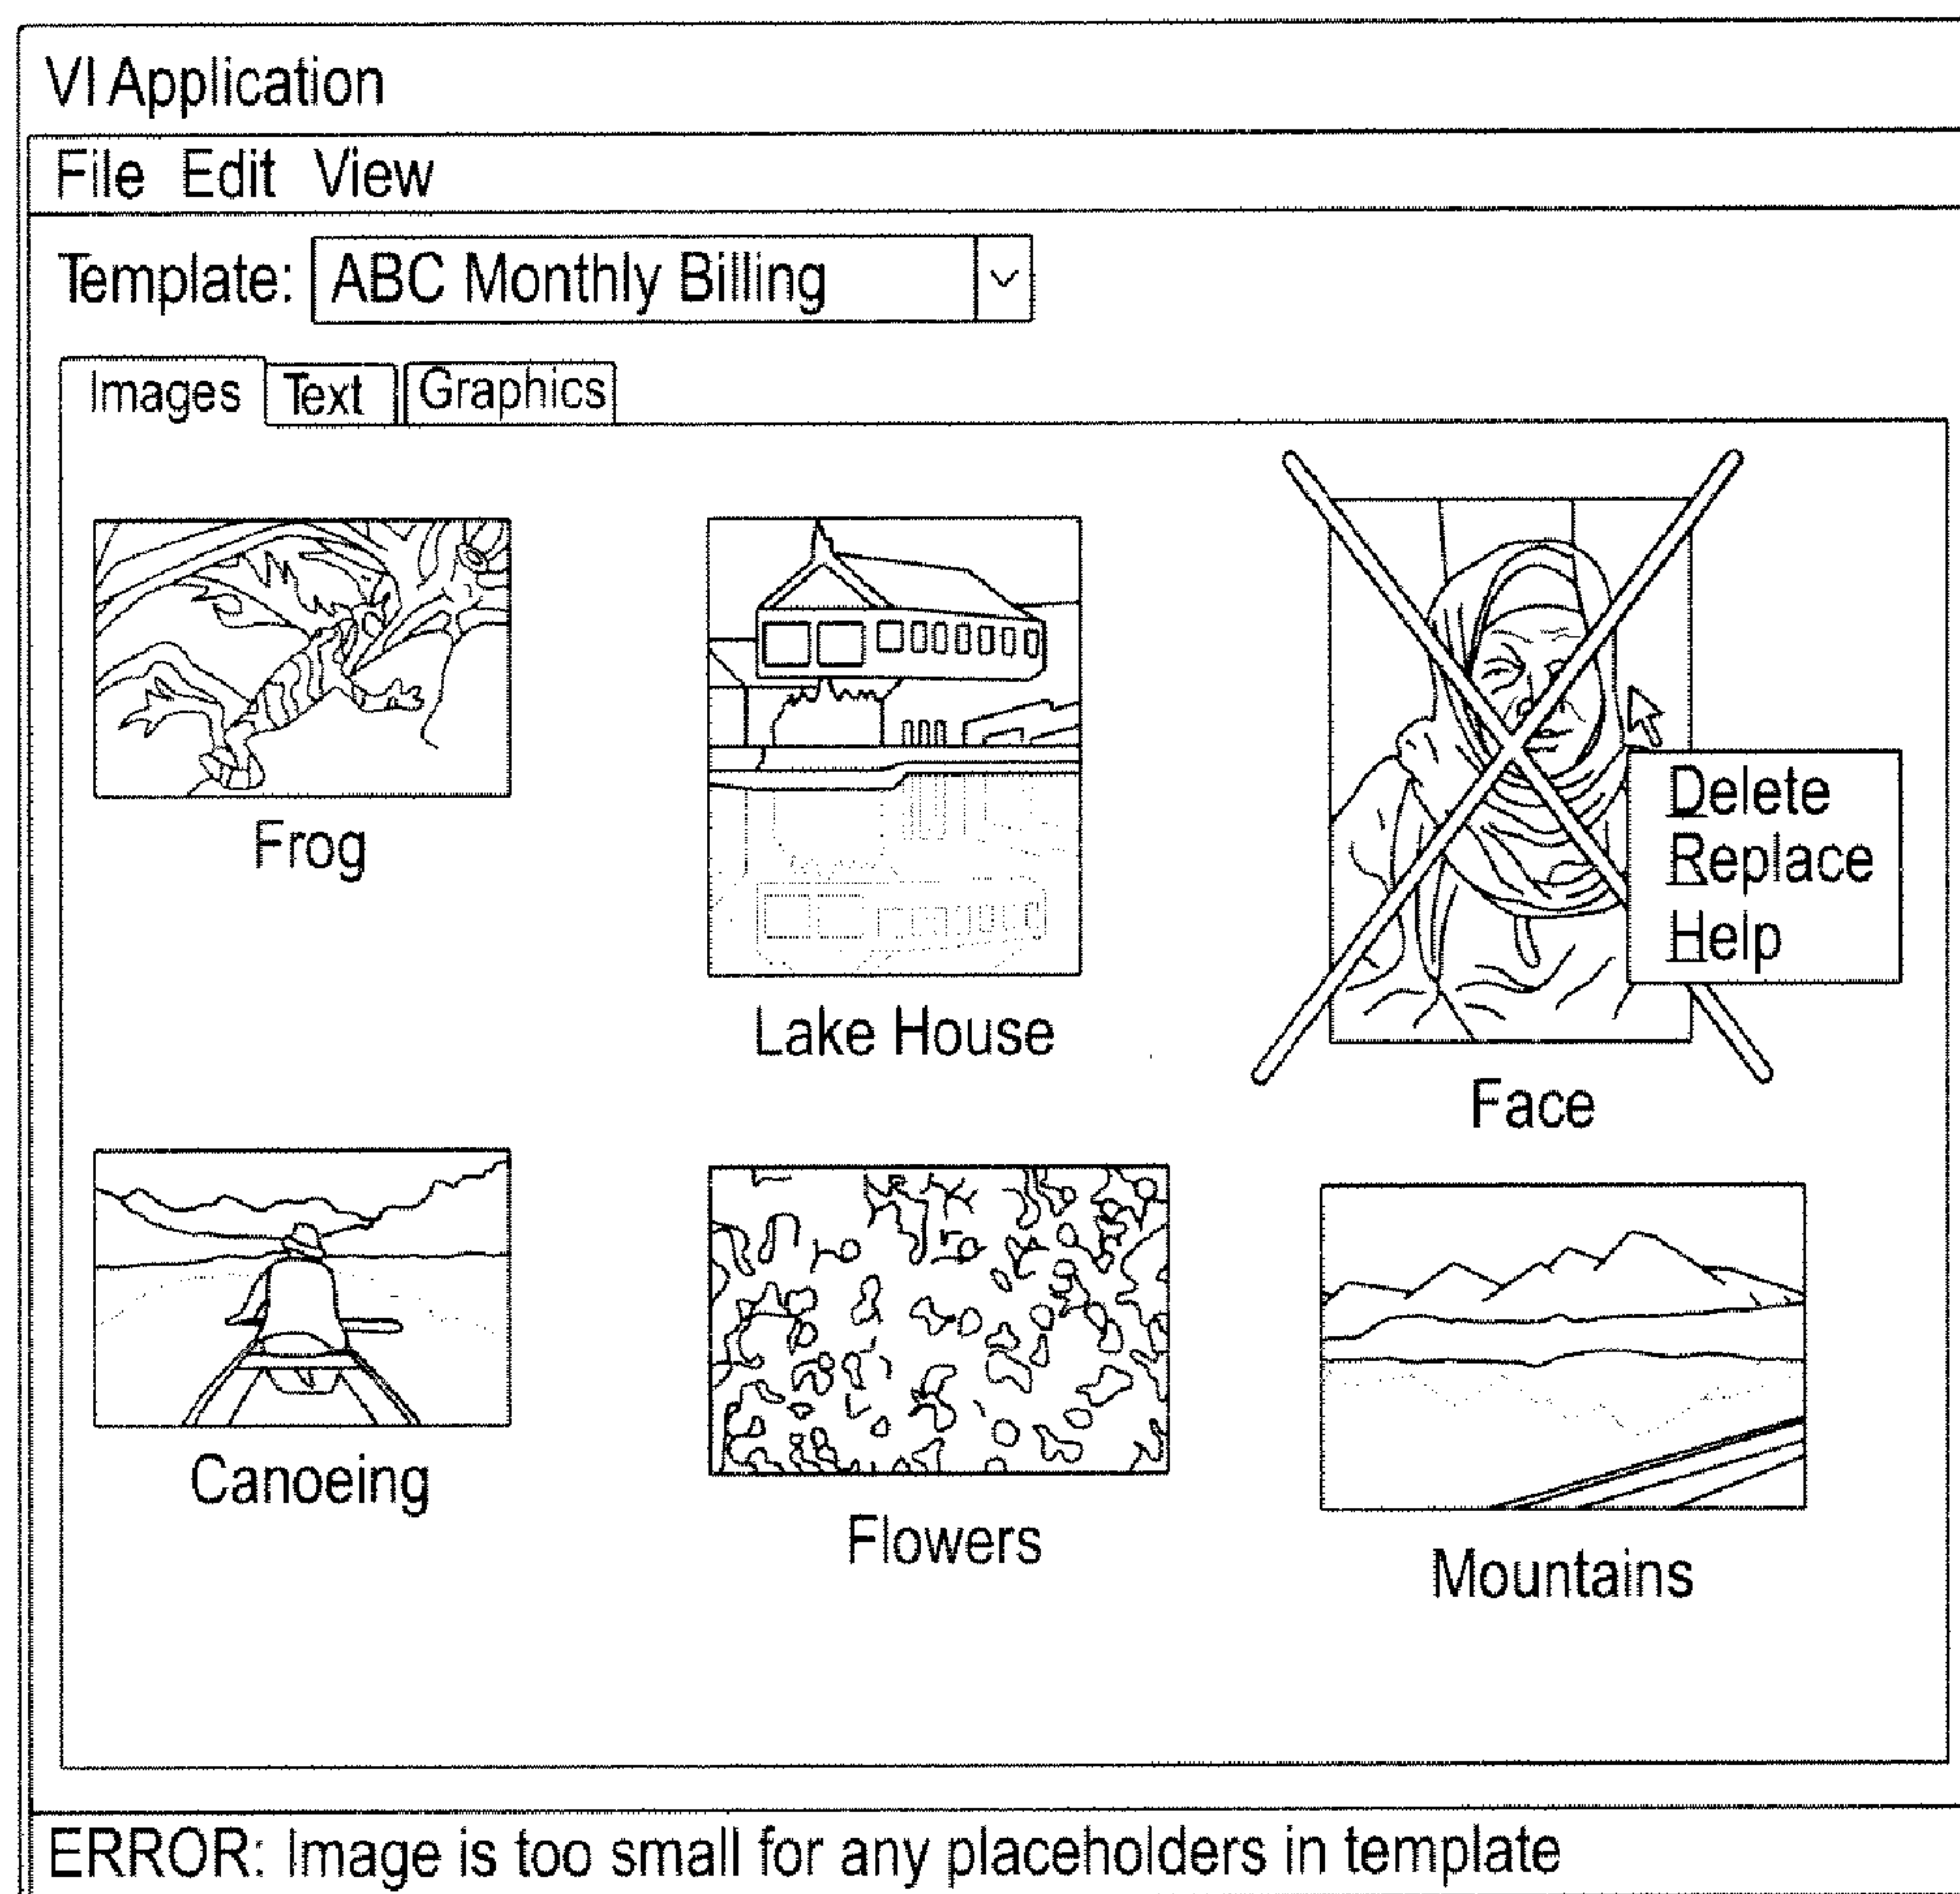 VI Application
File Edit View
Template: ABC Monthly Billing
Images Text Graphics
Delete
Replace
Help
Frog
Lake House
Face
Canoeing
Flowers
Mountains
ERROR: Image is too small for any placeholders in template